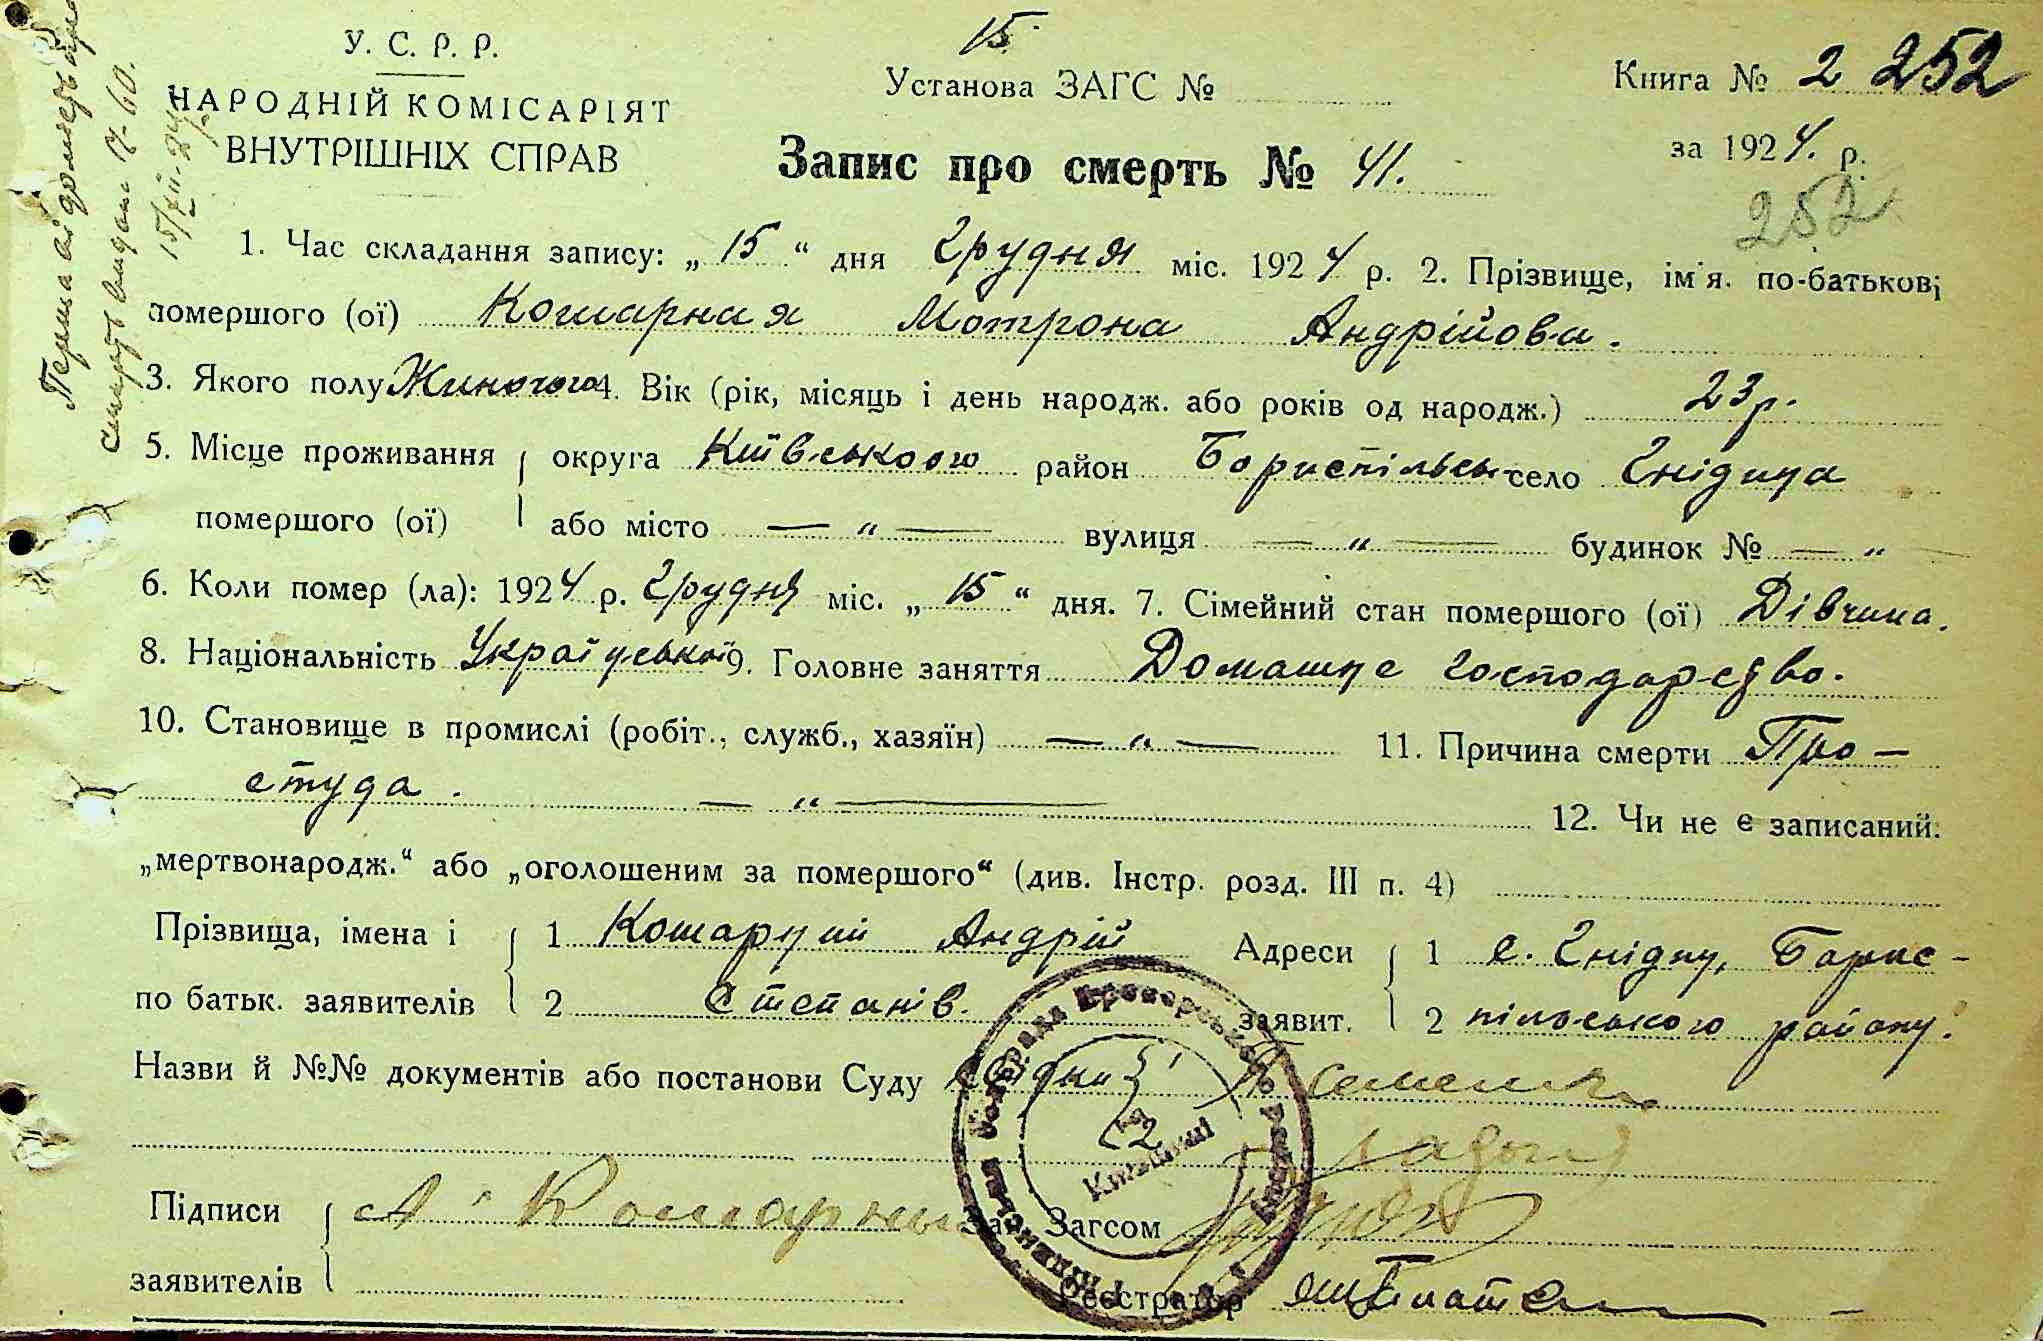 У. С. Р. Р.
НАРОДНІЙ КОМІСАРІЯТ
ВНУТРІШНІХ СПРАВ
15.
Установа ЗАГС №
Книга № 2 252
Запис про смерть № 41.
за 1924. р.
252
1. Час складання запису: „ 15 “ дня Грудня міс. 1924 р. 2. Прізвище, ім'я. по-батькові
помершого (ої) Кошарная Мотрона Андрійова.
3. Якого полу Жиночого 4. Вік (рік, місяць і день народж. або років од народж.) 23 р.
5. Місце проживання округа Київського район Бориспільськ село Гнідица
помершого (ої) або місто — „ — вулиця — „ — будинок № — „
6. Коли помер (ла): 1924 р. Грудня міс. „ 15 “ дня. 7. Сімейний стан помершого (ої) Дівчина.
8. Національність Української 9. Головне заняття Домашнє господарство.
10. Становище в промислі (робіт., служб., хазяїн) — „ — 11. Причина смерти Про-
студа. — „ — 12. Чи не є записаний:
„мертвонародж.“ або „оголошеним за помершого“ (див. Інстр. розд. III п. 4)
Прізвища, імена і 1 Кошарний Андрій Адреси 1 с. Гнідин, Борис-
по батьк. заявителів 2 Степанів. заявит. 2 пільського району.
Назви й №№ документів або постанови Суду Свідки
Підписи А Кошарный Зав. Загсом
заявителів Реєстратор